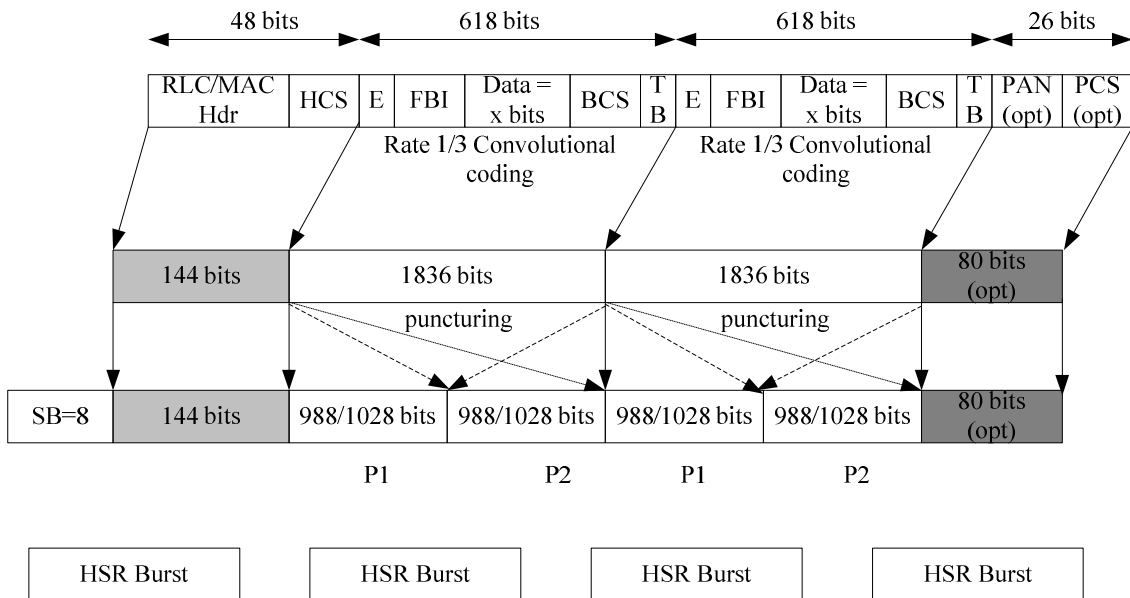 48 bits 618 bits 618 bits 26 bits
RLC/MAC Hdr HCS E FBI Data = x bits BCS T B E FBI Data = x bits BCS T B PAN (opt) PCS (opt)
Rate 1/3 Convolutional coding Rate 1/3 Convolutional coding
144 bits 1836 bits 1836 bits 80 bits (opt)
puncturing puncturing
SB=8 144 bits 988/1028 bits 988/1028 bits 988/1028 bits 988/1028 bits 80 bits (opt)
P1 P2 P1 P2
HSR Burst HSR Burst HSR Burst HSR Burst